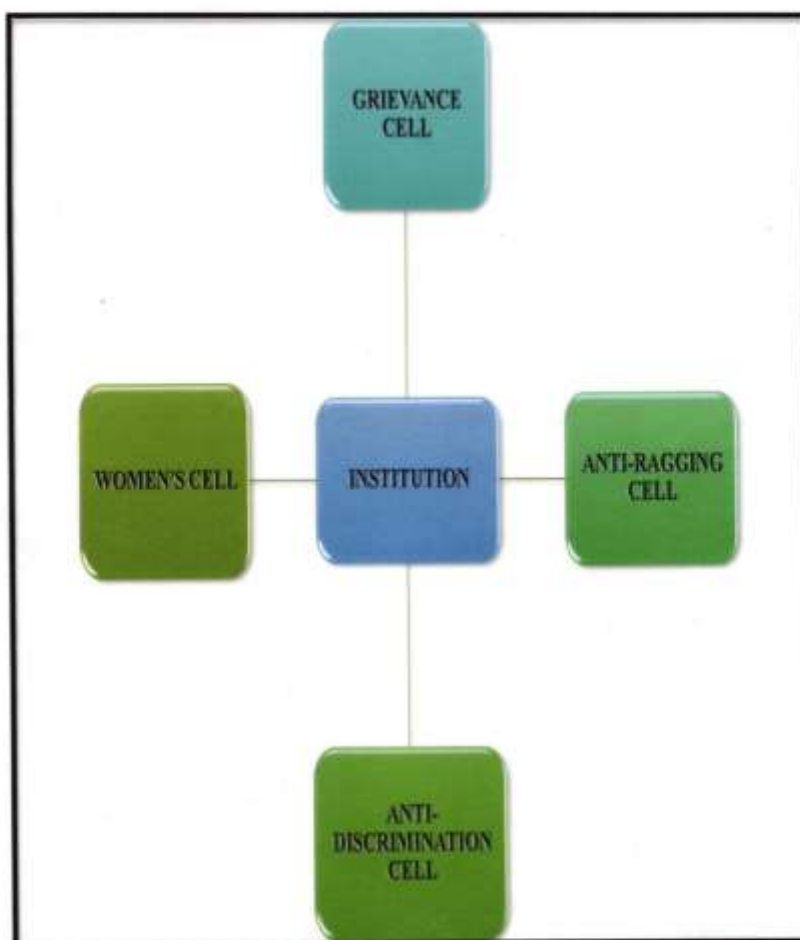 GRIEVANCE
CELL
WOMEN'S CELL
INSTITUTION
ANTI-RAGGING
CELL
ANTI-
DISCRIMINATION
CELL